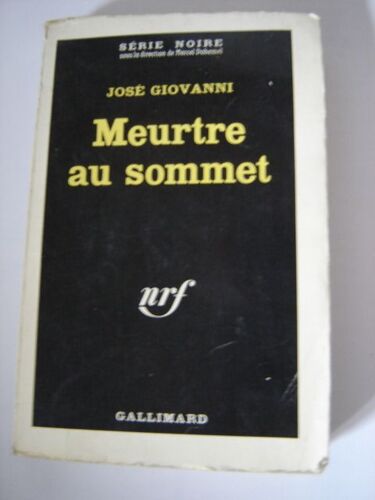 SÉRIE NOIRE
sous la direction de Marcel Duhamel
JOSÉ GIOVANNI
Meurtre
au sommet
nrf
GALLIMARD